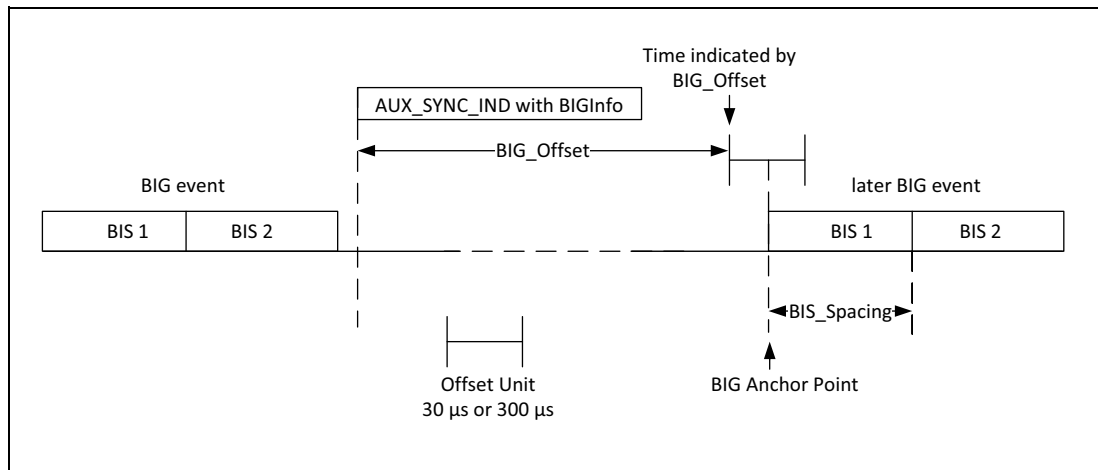 Time indicated by
BIG_Offset
AUX_SYNC_IND with BIGInfo
BIG_Offset
BIG event
later BIG event
BIS 1
BIS 2
BIS 1
BIS 2
BIS_Spacing
Offset Unit
30 µs or 300 µs
BIG Anchor Point